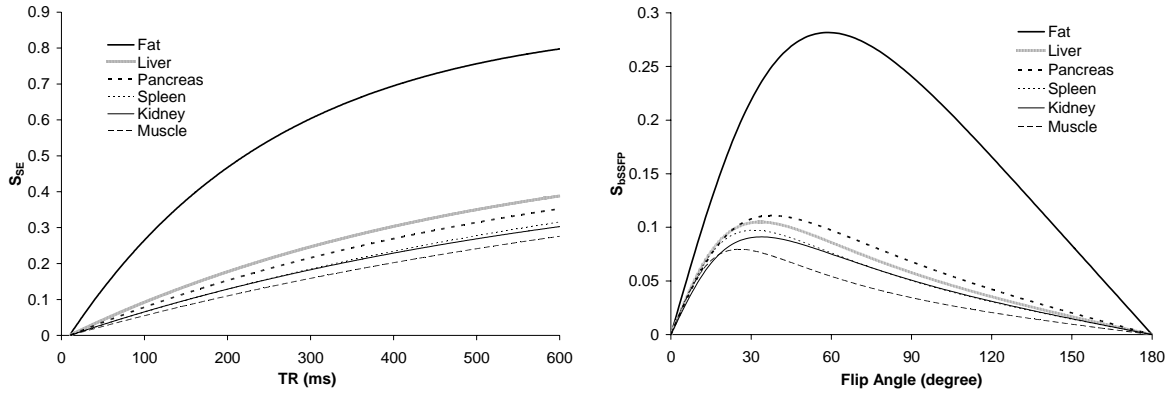 0.9
0.8
0.7
0.6
0.5
0.4
0.3
0.2
0.1
0
S_SE
Fat
Liver
Pancreas
Spleen
Kidney
Muscle
0 100 200 300 400 500 600
TR (ms)
0.3
0.25
0.2
0.15
0.1
0.05
0
S_bSSFP
Fat
Liver
Pancreas
Spleen
Kidney
Muscle
0 30 60 90 120 150 180
Flip Angle (degree)